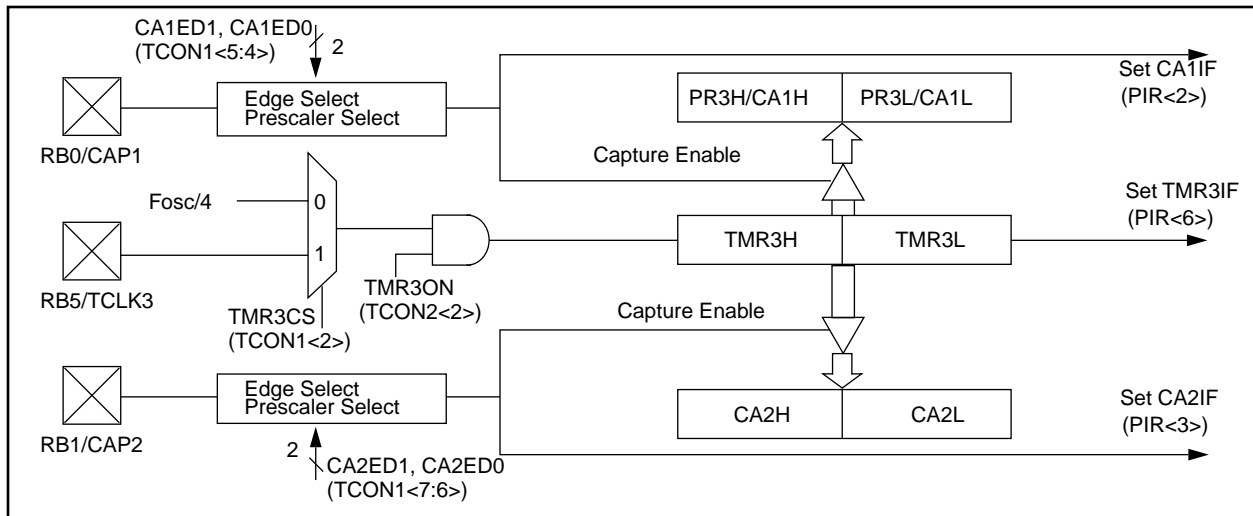 CA1ED1, CA1ED0
(TCON1<5:4>)
2
Set CA1IF
(PIR<2>)
Edge Select
Prescaler Select
PR3H/CA1H
PR3L/CA1L
RB0/CAP1
Capture Enable
Fosc/4
0
Set TMR3IF
(PIR<6>)
1
TMR3H
TMR3L
RB5/TCLK3
TMR3ON
(TCON2<2>)
TMR3CS
(TCON1<2>)
Capture Enable
Edge Select
Prescaler Select
Set CA2IF
(PIR<3>)
CA2H
CA2L
RB1/CAP2
2
CA2ED1, CA2ED0
(TCON1<7:6>)